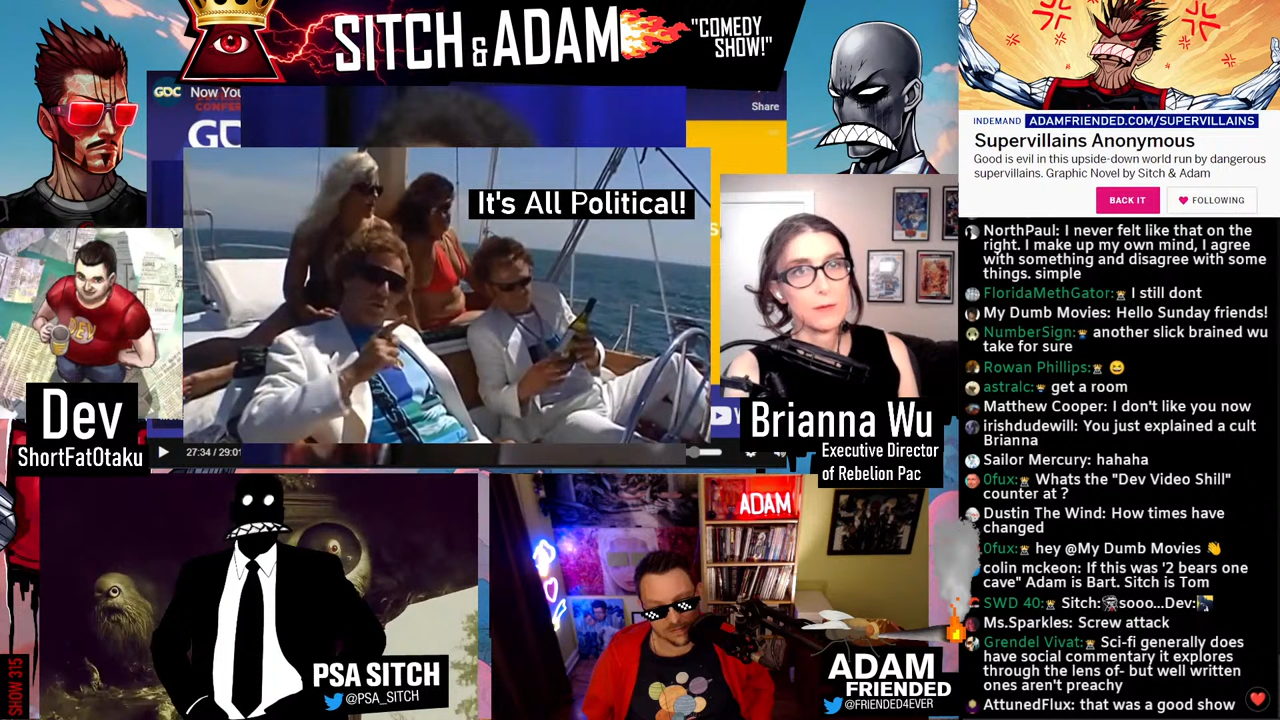 SITCH & ADAM
"COMEDY
SHOW!"
GDC
Now You
Share
It's All Political!
DEV
Dev
ShortFatOtaku
27:34 / 29:01
Brianna Wu
Executive Director
of Rebelion Pac
SHOW 315
PSA SITCH
@PSA_SITCH
ADAM
ADAM
FRIENDED
@FRIENDED4EVER
INDEMAND ADAMFRIENDED.COM/SUPERVILLAINS
Supervillains Anonymous
Good is evil in this upside-down world run by dangerous
supervillains. Graphic Novel by Sitch & Adam
BACK IT
FOLLOWING
NorthPaul: I never felt like that on the
right. I make up my own mind, I agree
with something and disagree with some
things. simple
FloridaMethGator: I still dont
My Dumb Movies: Hello Sunday friends!
NumberSign: another slick brained wu
take for sure
Rowan Phillips: 😄
astralc: get a room
Matthew Cooper: I don't like you now
irishdudewill: You just explained a cult
Brianna
Sailor Mercury: hahaha
0fux: Whats the "Dev Video Shill"
counter at ?
Dustin The Wind: How times have
changed
0fux: hey @My Dumb Movies 👋
colin mckeon: If this was '2 bears one
cave" Adam is Bart. Sitch is Tom
SWD 40: Sitch: sooo...Dev:
Ms.Sparkles: Screw attack
Grendel Vivat: Sci-fi generally does
have social commentary it explores
through the lens of- but well written
ones aren't preachy
AttunedFlux: that was a good show